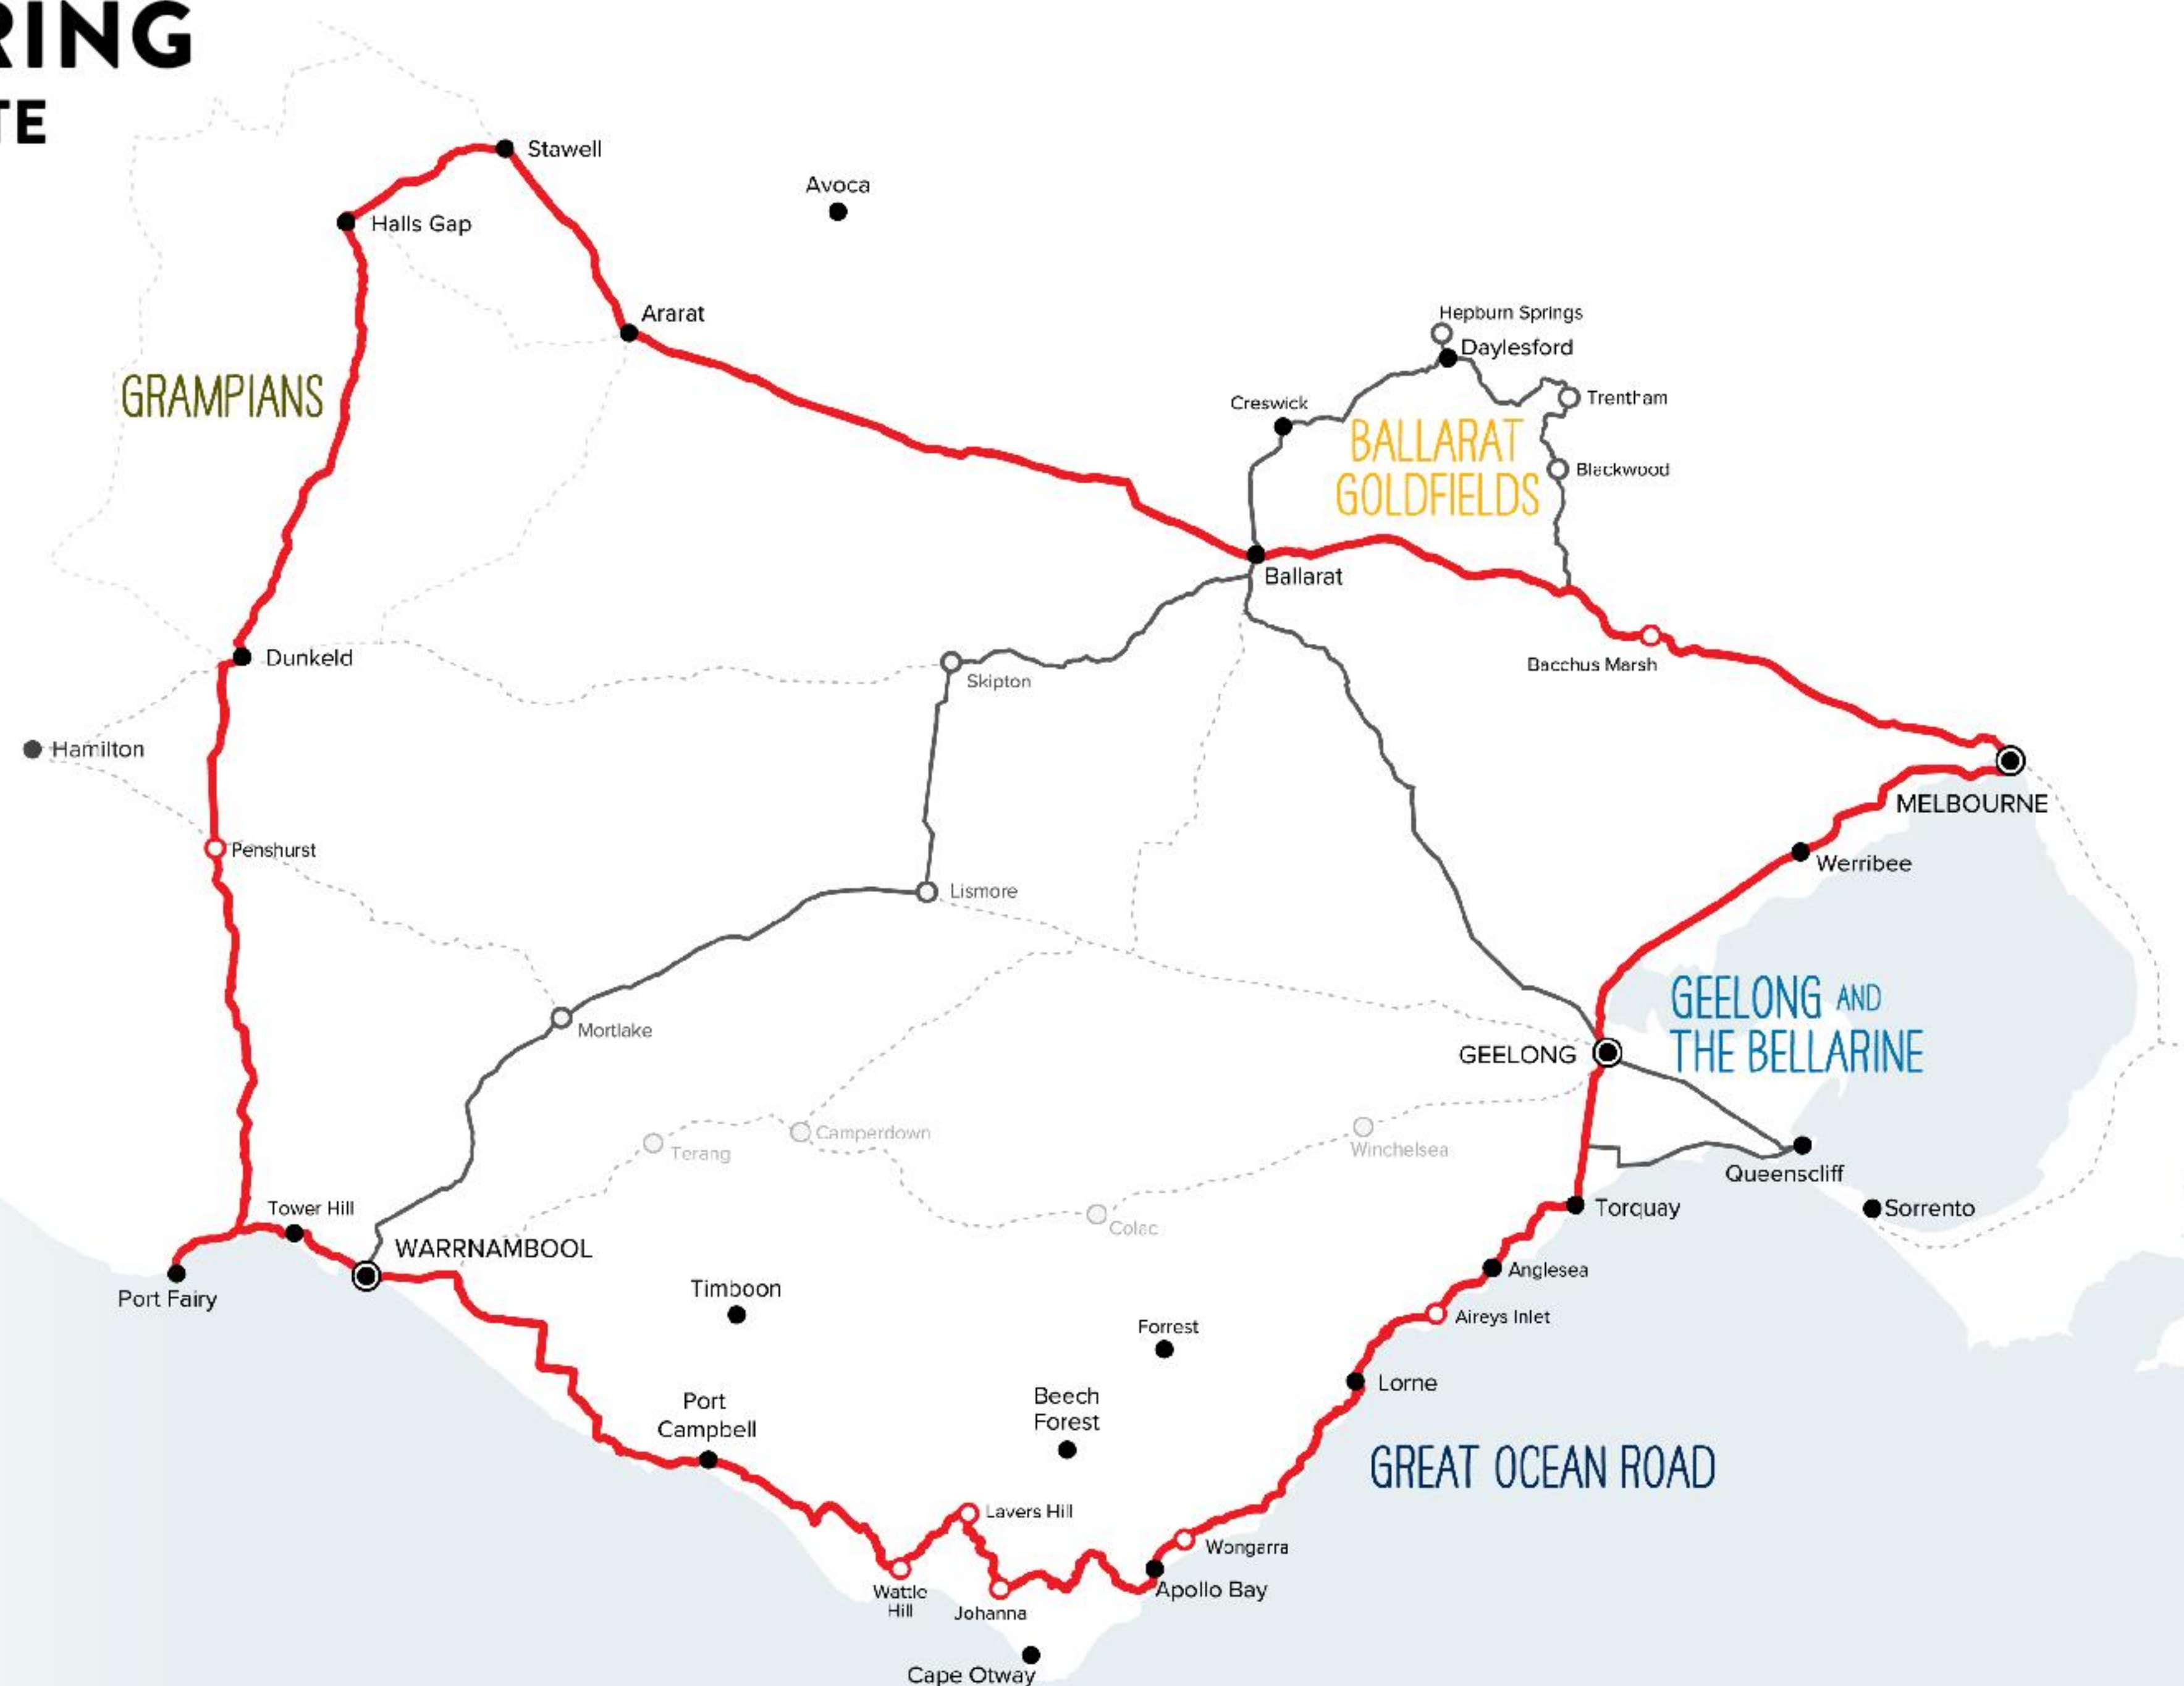 RING
TE
Stawell
Avoca
Halls Gap
Ararat
Hepburn Springs
Daylesford
GRAMPIANS
Creswick
Trentham
BALLARAT
GOLDFIELDS
Blackwood
Ballarat
Dunkeld
Bacchus Marsh
Skipton
Hamilton
MELBOURNE
Penshurst
Werribee
Lismore
GEELONG AND
THE BELLARINE
Mortlake
GEELONG
Camperdown
Terang
Winchelsea
Queenscliff
Tower Hill
Torquay
Sorrento
Colac
WARRNAMBOOL
Anglesea
Port Fairy
Timboon
Aireys Inlet
Forrest
Lorne
Port
Campbell
Beech
Forest
GREAT OCEAN ROAD
Lavers Hill
Wongarra
Wattle
Hill
Apollo Bay
Johanna
Cape Otway